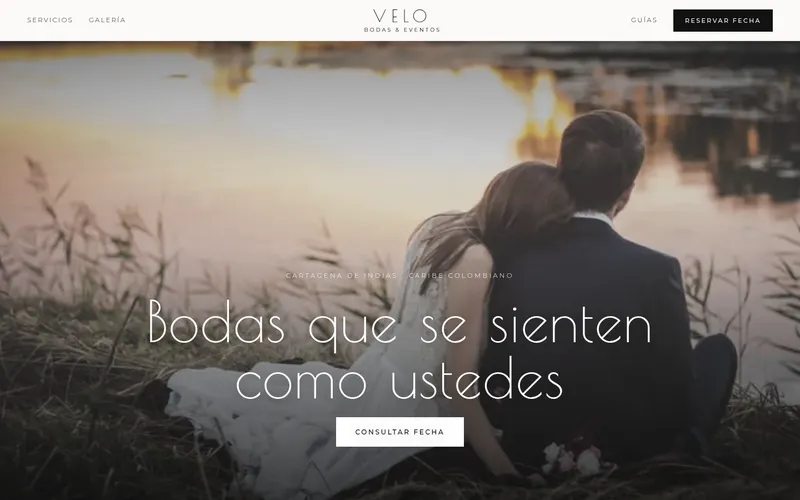 SERVICIOS GALERÍA
VELO
BODAS & EVENTOS
GUÍAS RESERVAR FECHA
CARTAGENA DE INDIAS · CARIBE COLOMBIANO
Bodas que se sienten
como ustedes
CONSULTAR FECHA